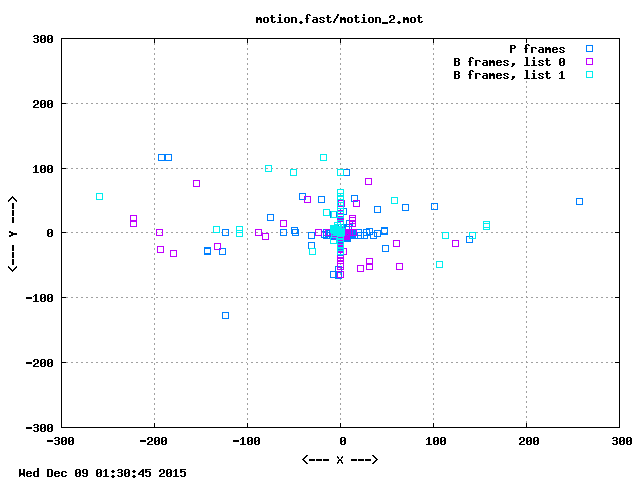 motion.fast/motion_2.mot
P frames
B frames, list 0
B frames, list 1
300
200
100
0
-100
-200
-300
<--- Y --->
-300 -200 -100 0 100 200 300
<--- X --->
Wed Dec 09 01:30:45 2015